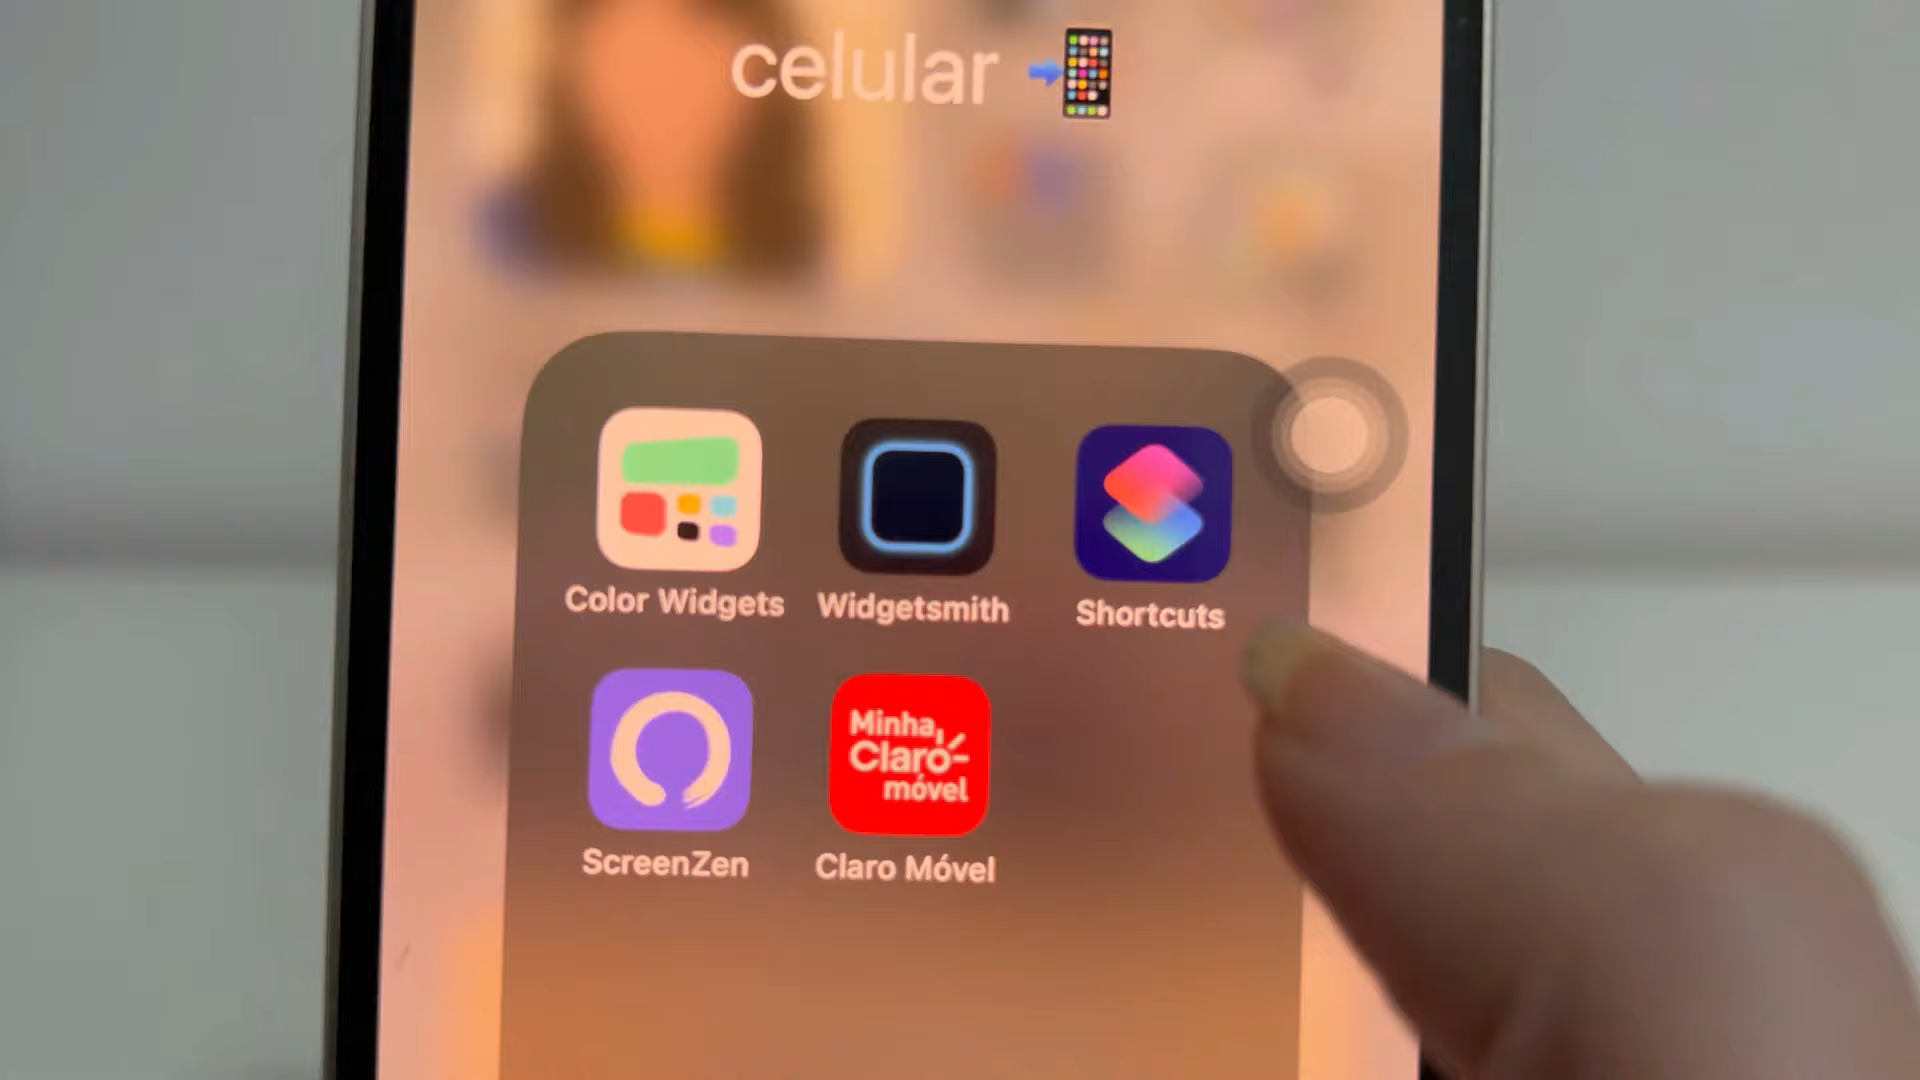 celular 📲
Color Widgets
Widgetsmith
Shortcuts
Minha
Claro
móvel
ScreenZen
Claro Móvel